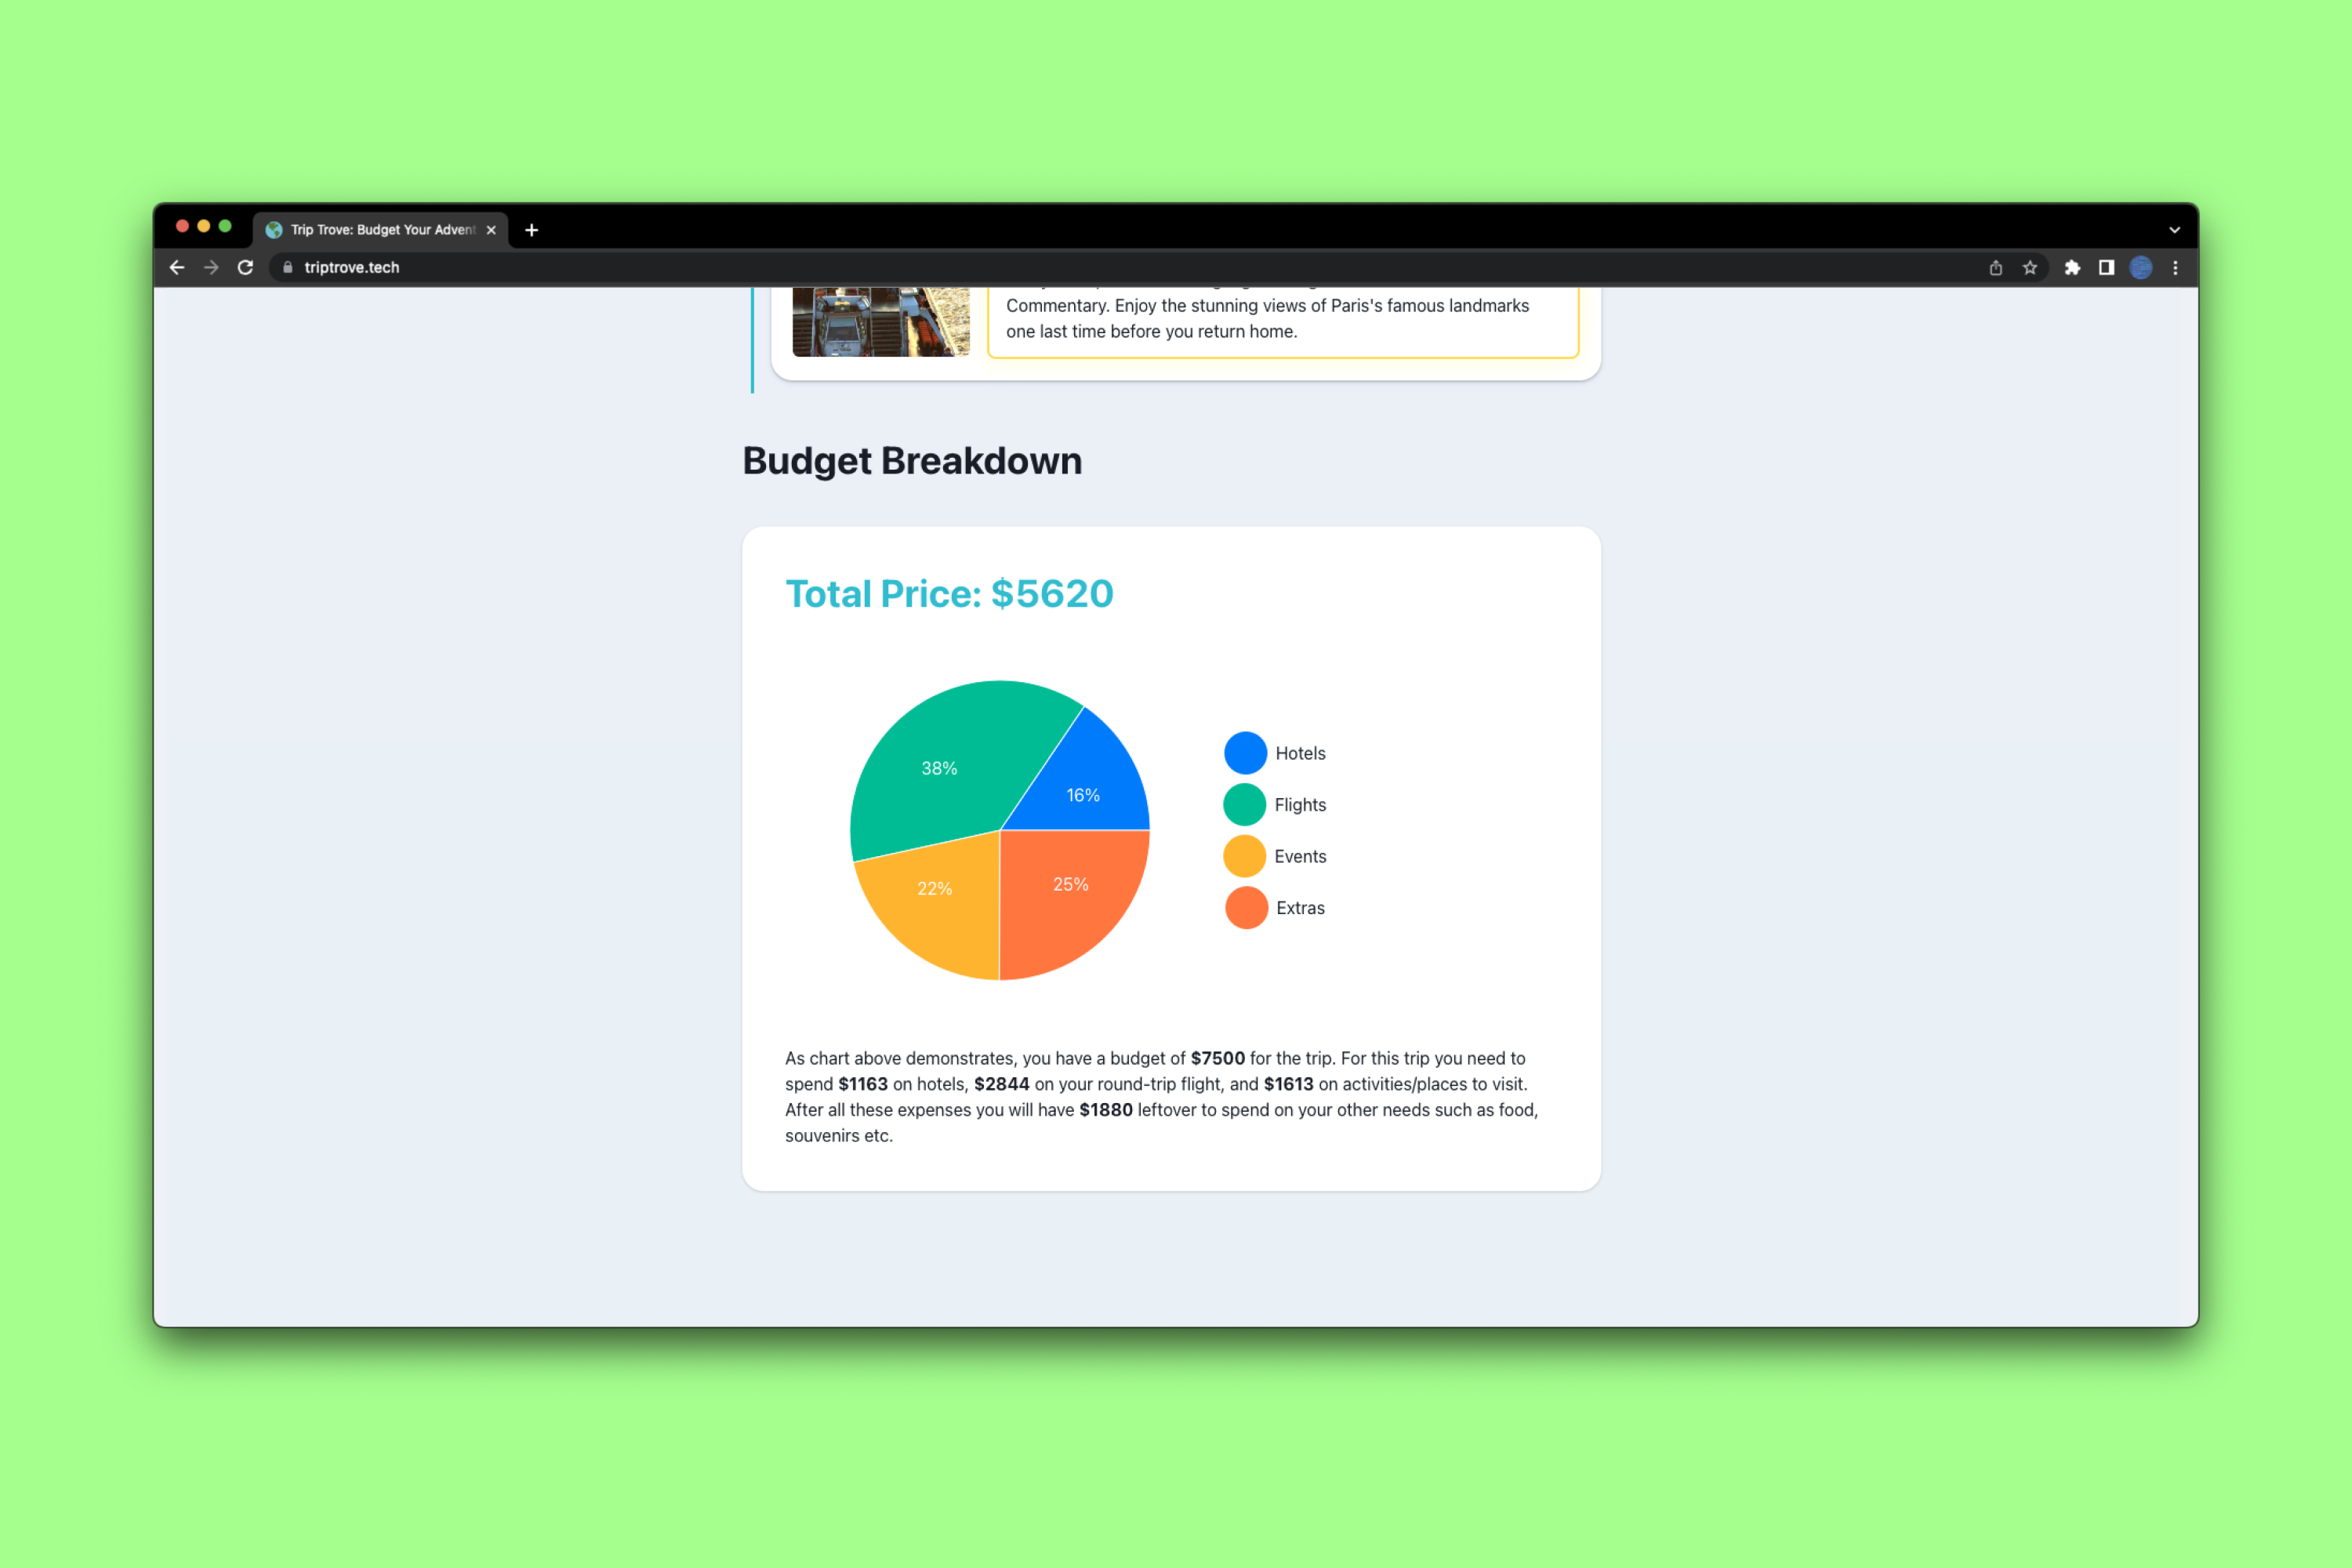 Trip Trove: Budget Your Advent
triptrove.tech
Commentary. Enjoy the stunning views of Paris's famous landmarks
one last time before you return home.
Budget Breakdown
Total Price: $5620
38%
16%
22%
25%
Hotels
Flights
Events
Extras
As chart above demonstrates, you have a budget of $7500 for the trip. For this trip you need to
spend $1163 on hotels, $2844 on your round-trip flight, and $1613 on activities/places to visit.
After all these expenses you will have $1880 leftover to spend on your other needs such as food,
souvenirs etc.